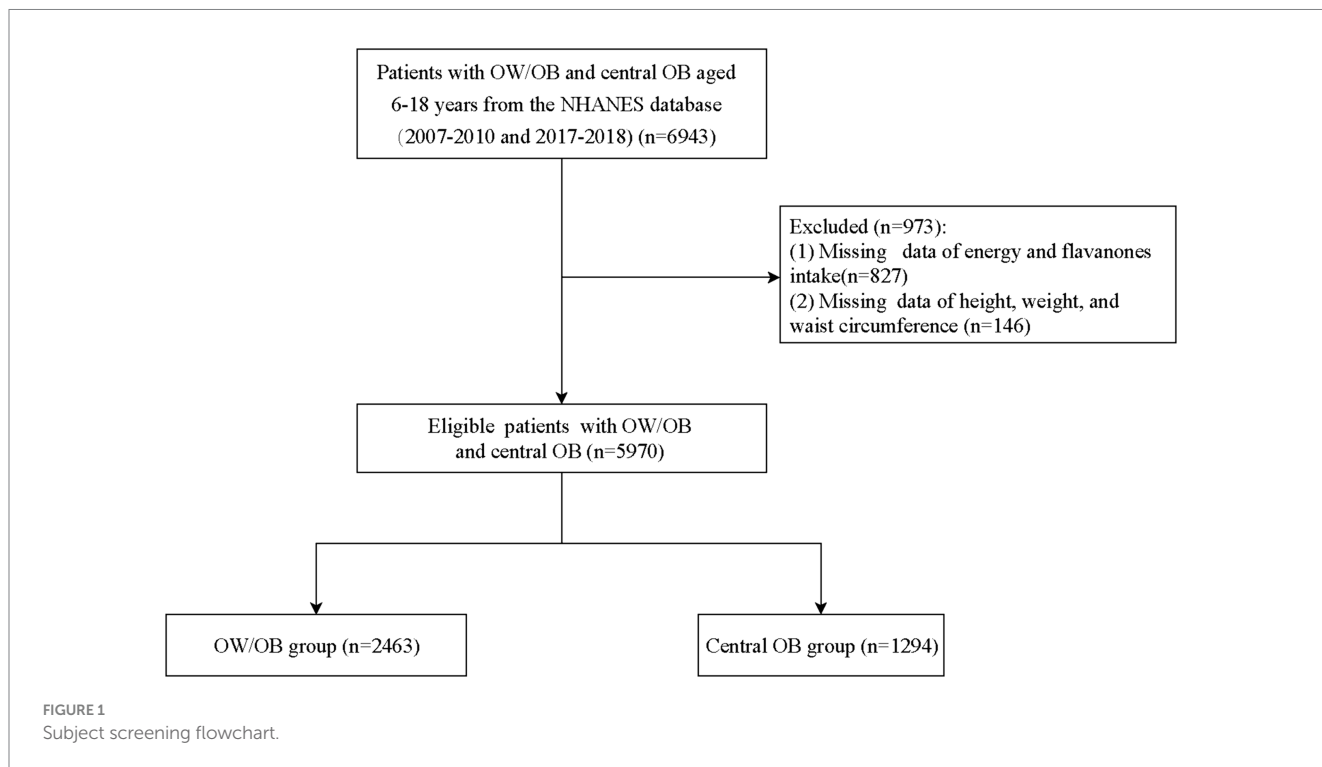 Patients with OW/OB and central OB aged
6-18 years from the NHANES database
(2007-2010 and 2017-2018) (n=6943)
Excluded (n=973):
(1) Missing data of energy and flavanones
intake(n=827)
(2) Missing data of height, weight, and
waist circumference (n=146)
Eligible patients with OW/OB
and central OB (n=5970)
OW/OB group (n=2463)
Central OB group (n=1294)
FIGURE 1
Subject screening flowchart.